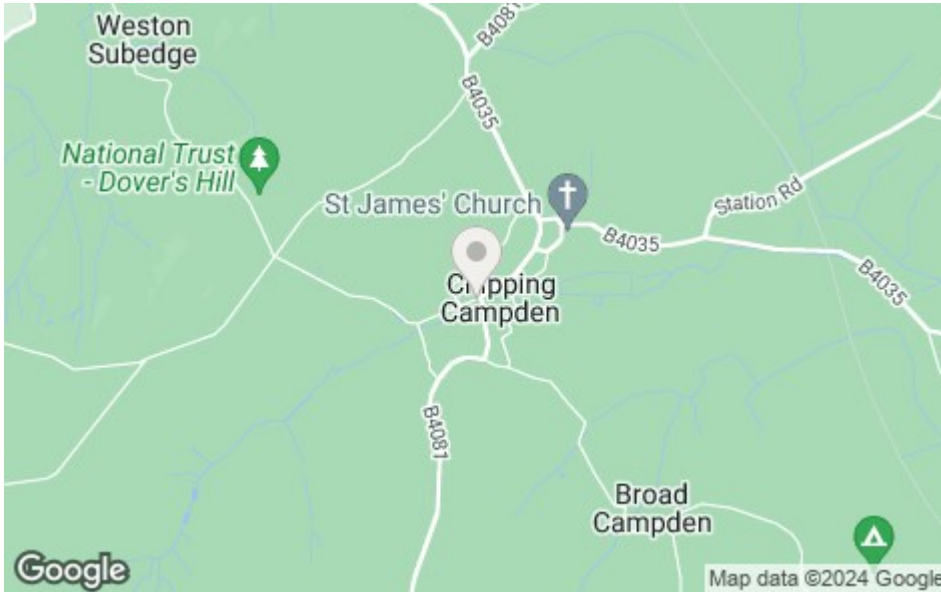 Weston
Subedge
B4081
B4035
National Trust
- Dover's Hill
St James' Church
Station Rd
B4035
B4035
Chipping
Campden
B4081
Broad
Campden
Google
Map data ©2024 Google